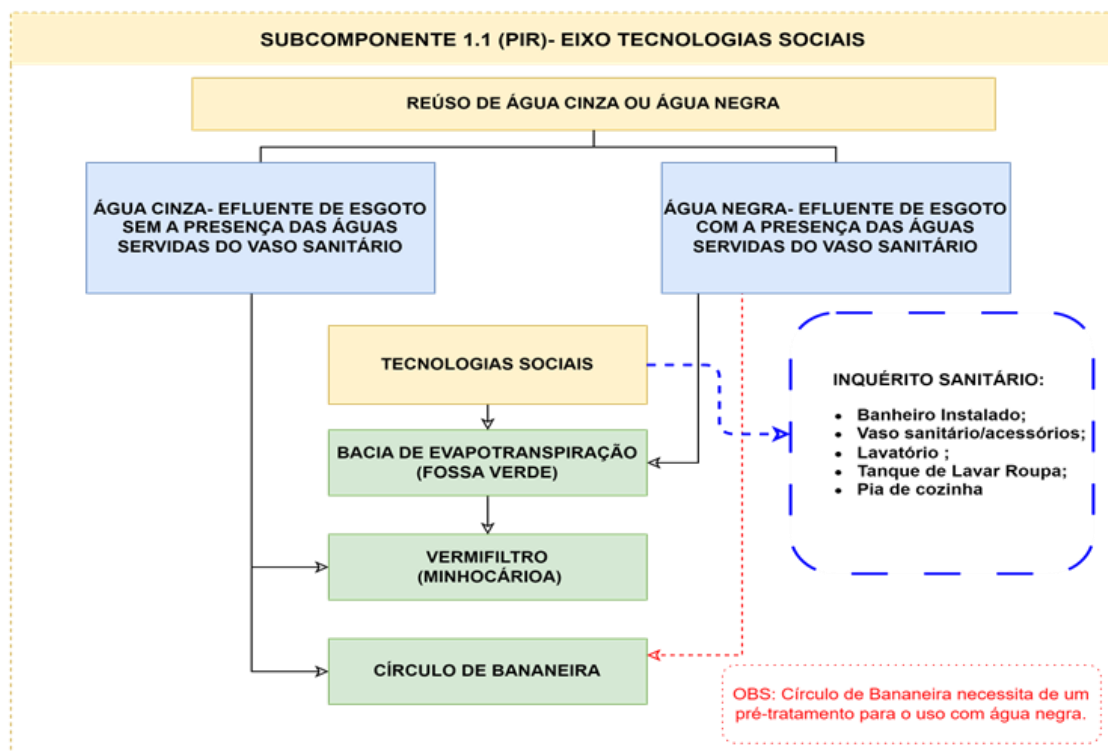 SUBCOMPONENTE 1.1 (PIR)- EIXO TECNOLOGIAS SOCIAIS
REÚSO DE ÁGUA CINZA OU ÁGUA NEGRA
ÁGUA CINZA- EFLUENTE DE ESGOTO
SEM A PRESENÇA DAS ÁGUAS
SERVIDAS DO VASO SANITÁRIO
ÁGUA NEGRA- EFLUENTE DE ESGOTO
COM A PRESENÇA DAS ÁGUAS
SERVIDAS DO VASO SANITÁRIO
TECNOLOGIAS SOCIAIS
BACIA DE EVAPOTRANSPIRAÇÃO
(FOSSA VERDE)
VERMIFILTRO
(MINHOCÁRIOA)
CÍRCULO DE BANANEIRA
INQUÉRITO SANITÁRIO:
• Banheiro Instalado;
• Vaso sanitário/acessórios;
• Lavatório ;
• Tanque de Lavar Roupa;
• Pia de cozinha
OBS: Círculo de Bananeira necessita de um
pré-tratamento para o uso com água negra.